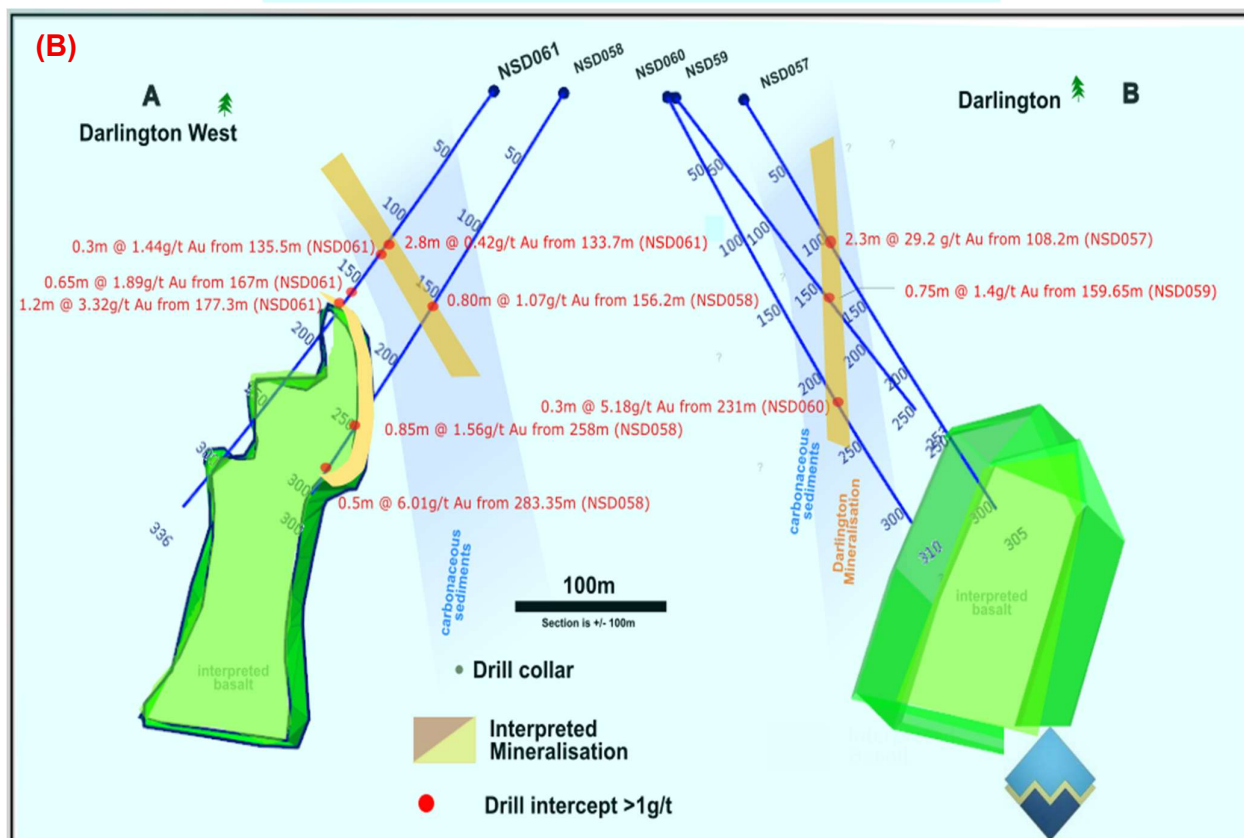 (B)
NSD061
NSD058
NSD060
NSD59
NSD057
A
Darlington West
Darlington
B
50
50
50
50
50
100
100
100
100
100
0.3m @ 1.44g/t Au from 135.5m (NSD061)
2.8m @ 0.42g/t Au from 133.7m (NSD061)
2.3m @ 29.2 g/t Au from 108.2m (NSD057)
0.65m @ 1.89g/t Au from 167m (NSD061)
150
150
150
150
150
0.75m @ 1.4g/t Au from 159.65m (NSD059)
1.2m @ 3.32g/t Au from 177.3m (NSD061)
0.80m @ 1.07g/t Au from 156.2m (NSD058)
200
200
200
200
200
0.3m @ 5.18g/t Au from 231m (NSD060)
250
250
250
250
0.85m @ 1.56g/t Au from 258m (NSD058)
300
300
300
300
0.5m @ 6.01g/t Au from 283.35m (NSD058)
336
310
305
carbonaceous
sediments
carbonaceous
sediments
Darlington
Mineralisation
100m
Section is +/- 100m
interpreted
basalt
interpreted
basalt
Drill collar
Interpreted
Mineralisation
Drill intercept >1g/t